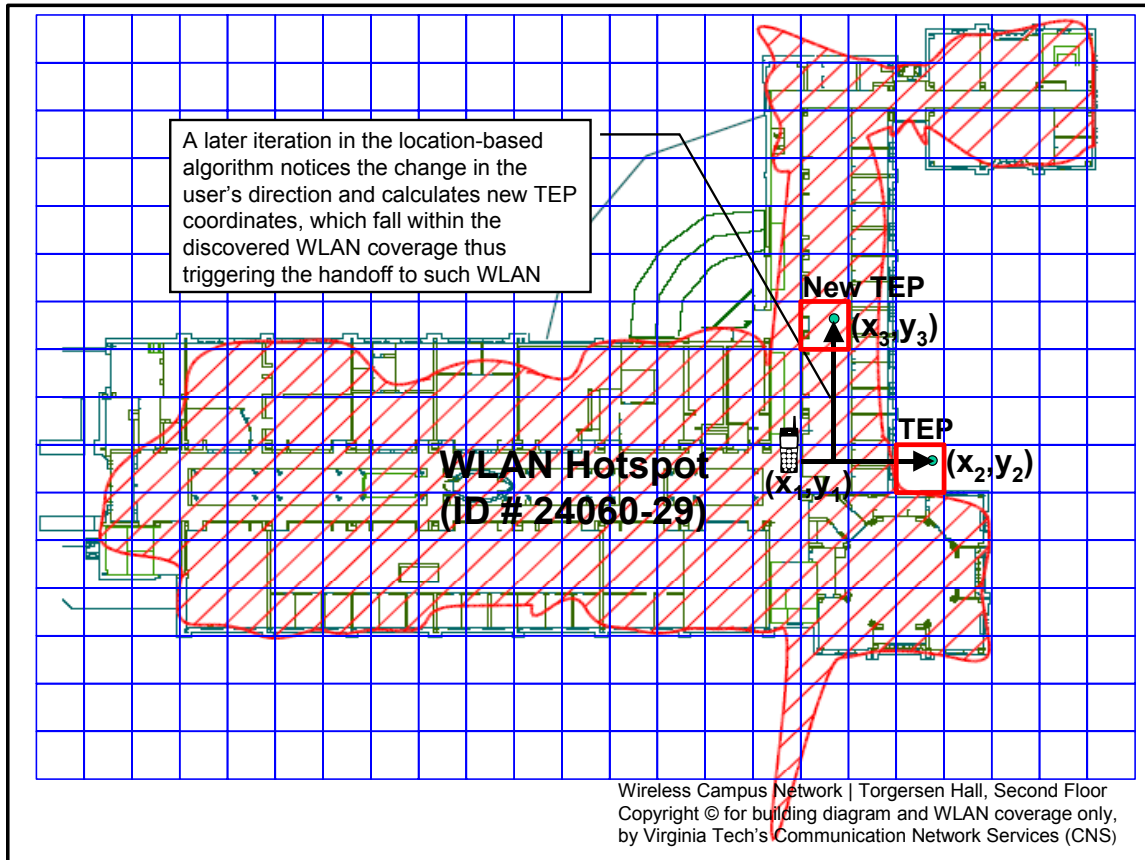 A later iteration in the location-based
algorithm notices the change in the
user's direction and calculates new TEP
coordinates, which fall within the
discovered WLAN coverage thus
triggering the handoff to such WLAN
New TEP
(x3,y3)
TEP
(x2,y2)
(x1,y1)
WLAN Hotspot
(ID # 24060-29)
Wireless Campus Network | Torgersen Hall, Second Floor
Copyright © for building diagram and WLAN coverage only,
by Virginia Tech's Communication Network Services (CNS)